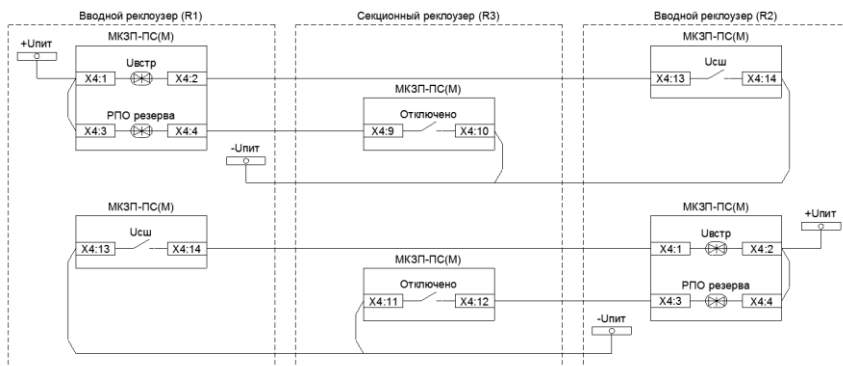 Вводной реклоузер (R1) Секционный реклоузер (R3) Вводной реклоузер (R2)
+Uпит МКЗП-ПС(М) МКЗП-ПС(М)
Uвстр Uсш
X4:1 X4:2 МКЗП-ПС(М) X4:13 X4:14
РПО резерва Отключено
X4:3 X4:4 X4:9 X4:10
-Uпит
МКЗП-ПС(М) МКЗП-ПС(М) +Uпит
Uсш Uвстр
X4:13 X4:14 МКЗП-ПС(М) X4:1 X4:2
Отключено РПО резерва
X4:11 X4:12 X4:3 X4:4
-Uпит